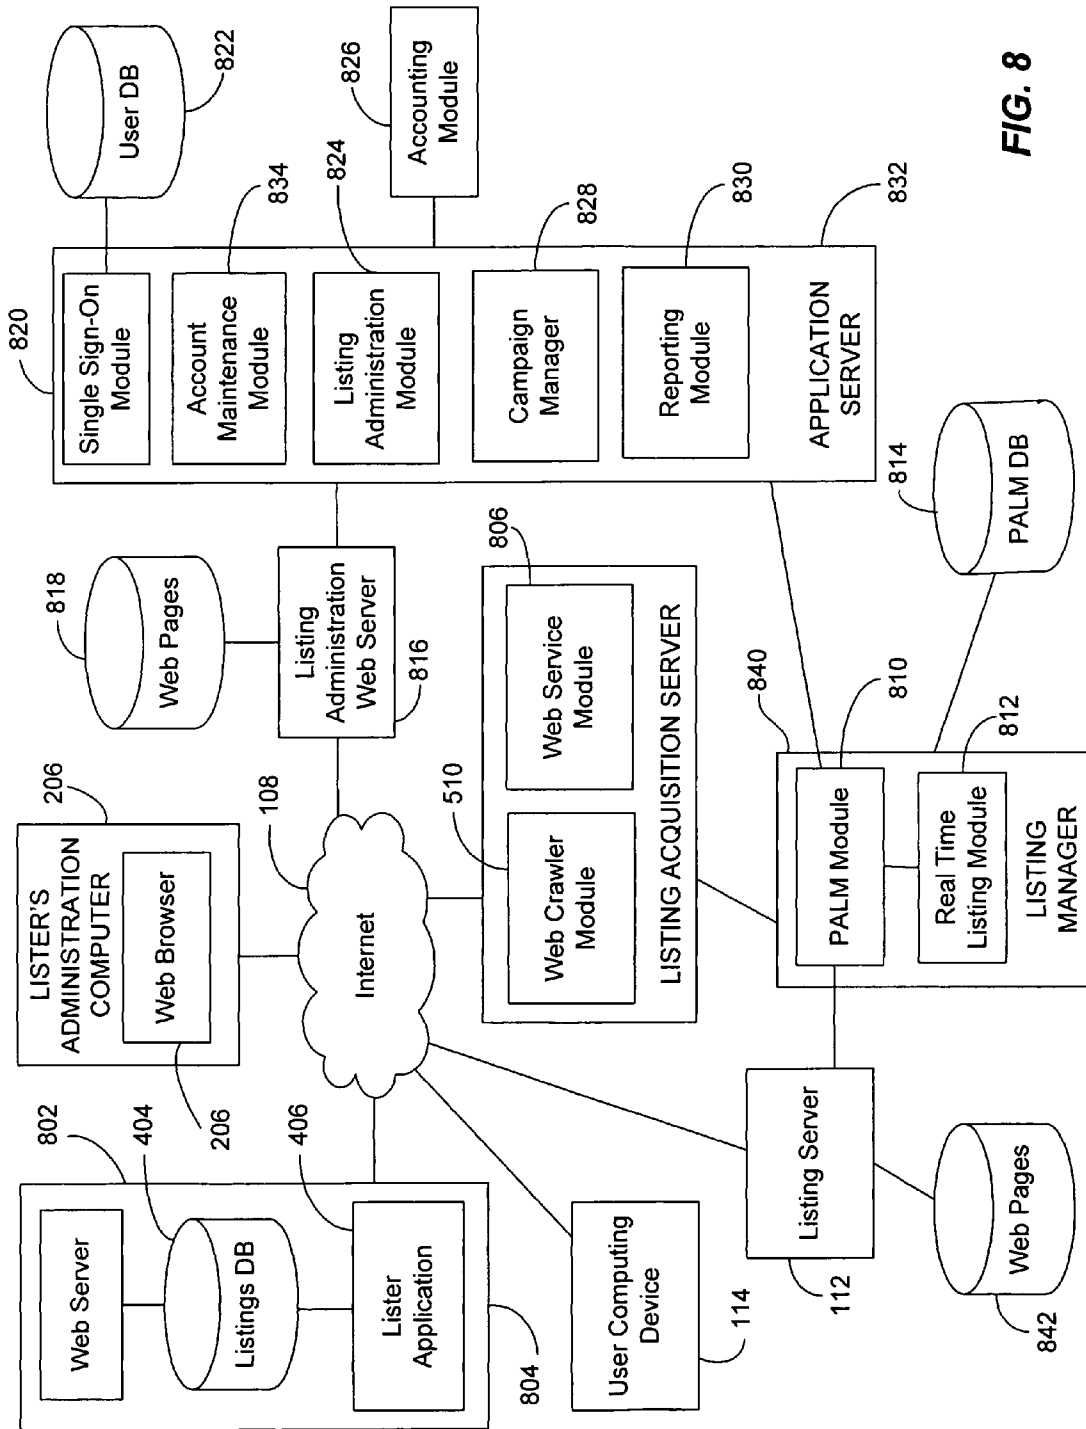 802
404
Web Server
Listings DB
406
Lister
Application
804
User Computing
Device
114
206
LISTER'S
ADMINISTRATION
COMPUTER
Web Browser
206
108
Internet
818
Web Pages
Listing
Administration
Web Server
816
510
Web Crawler
Module
806
Web Service
Module
LISTING ACQUISITION SERVER
Listing Server
112
Web Pages
842
840
PALM Module
810
Real Time
Listing Module
812
LISTING
MANAGER
814
PALM DB
820
Single Sign-On
Module
User DB
822
Account
Maintenance
Module
834
Listing
Administration
Module
824
Accounting
Module
826
Campaign
Manager
828
Reporting
Module
830
APPLICATION
SERVER
832
FIG. 8